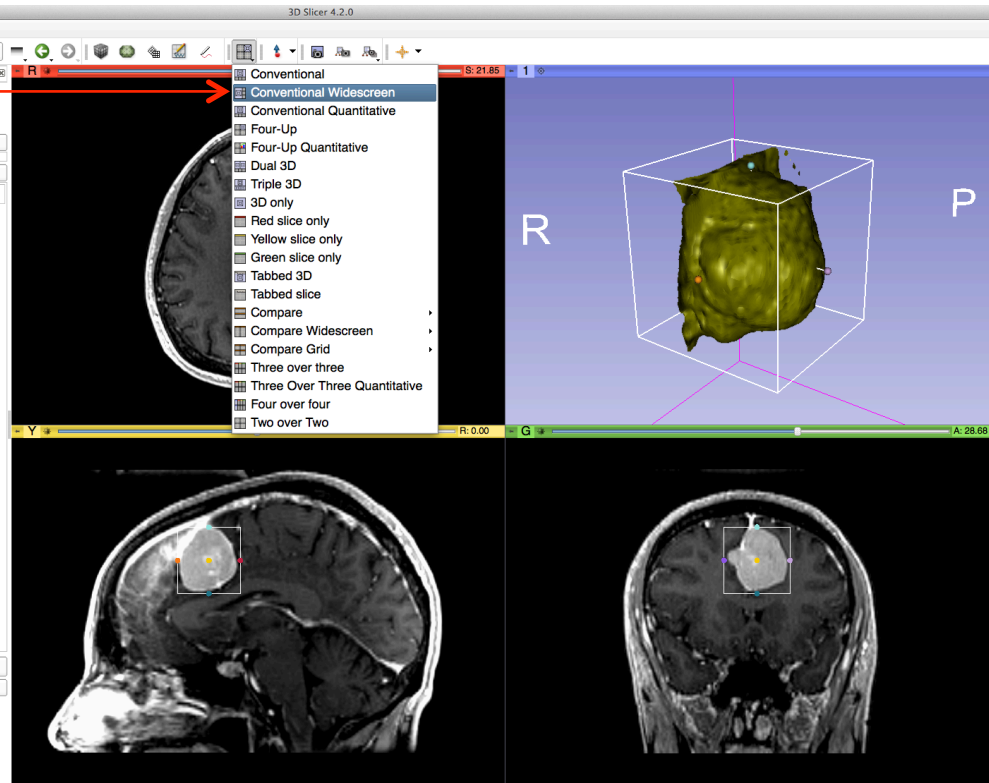 3D Slicer 4.2.0
R
S: 21.85
1
Conventional
Conventional Widescreen
Conventional Quantitative
Four-Up
Four-Up Quantitative
Dual 3D
Triple 3D
3D only
Red slice only
Yellow slice only
Green slice only
Tabbed 3D
Tabbed slice
Compare
Compare Widescreen
Compare Grid
Three over three
Three Over Three Quantitative
Four over four
Two over Two
R
P
Y
R: 0.00
G
A: 28.68